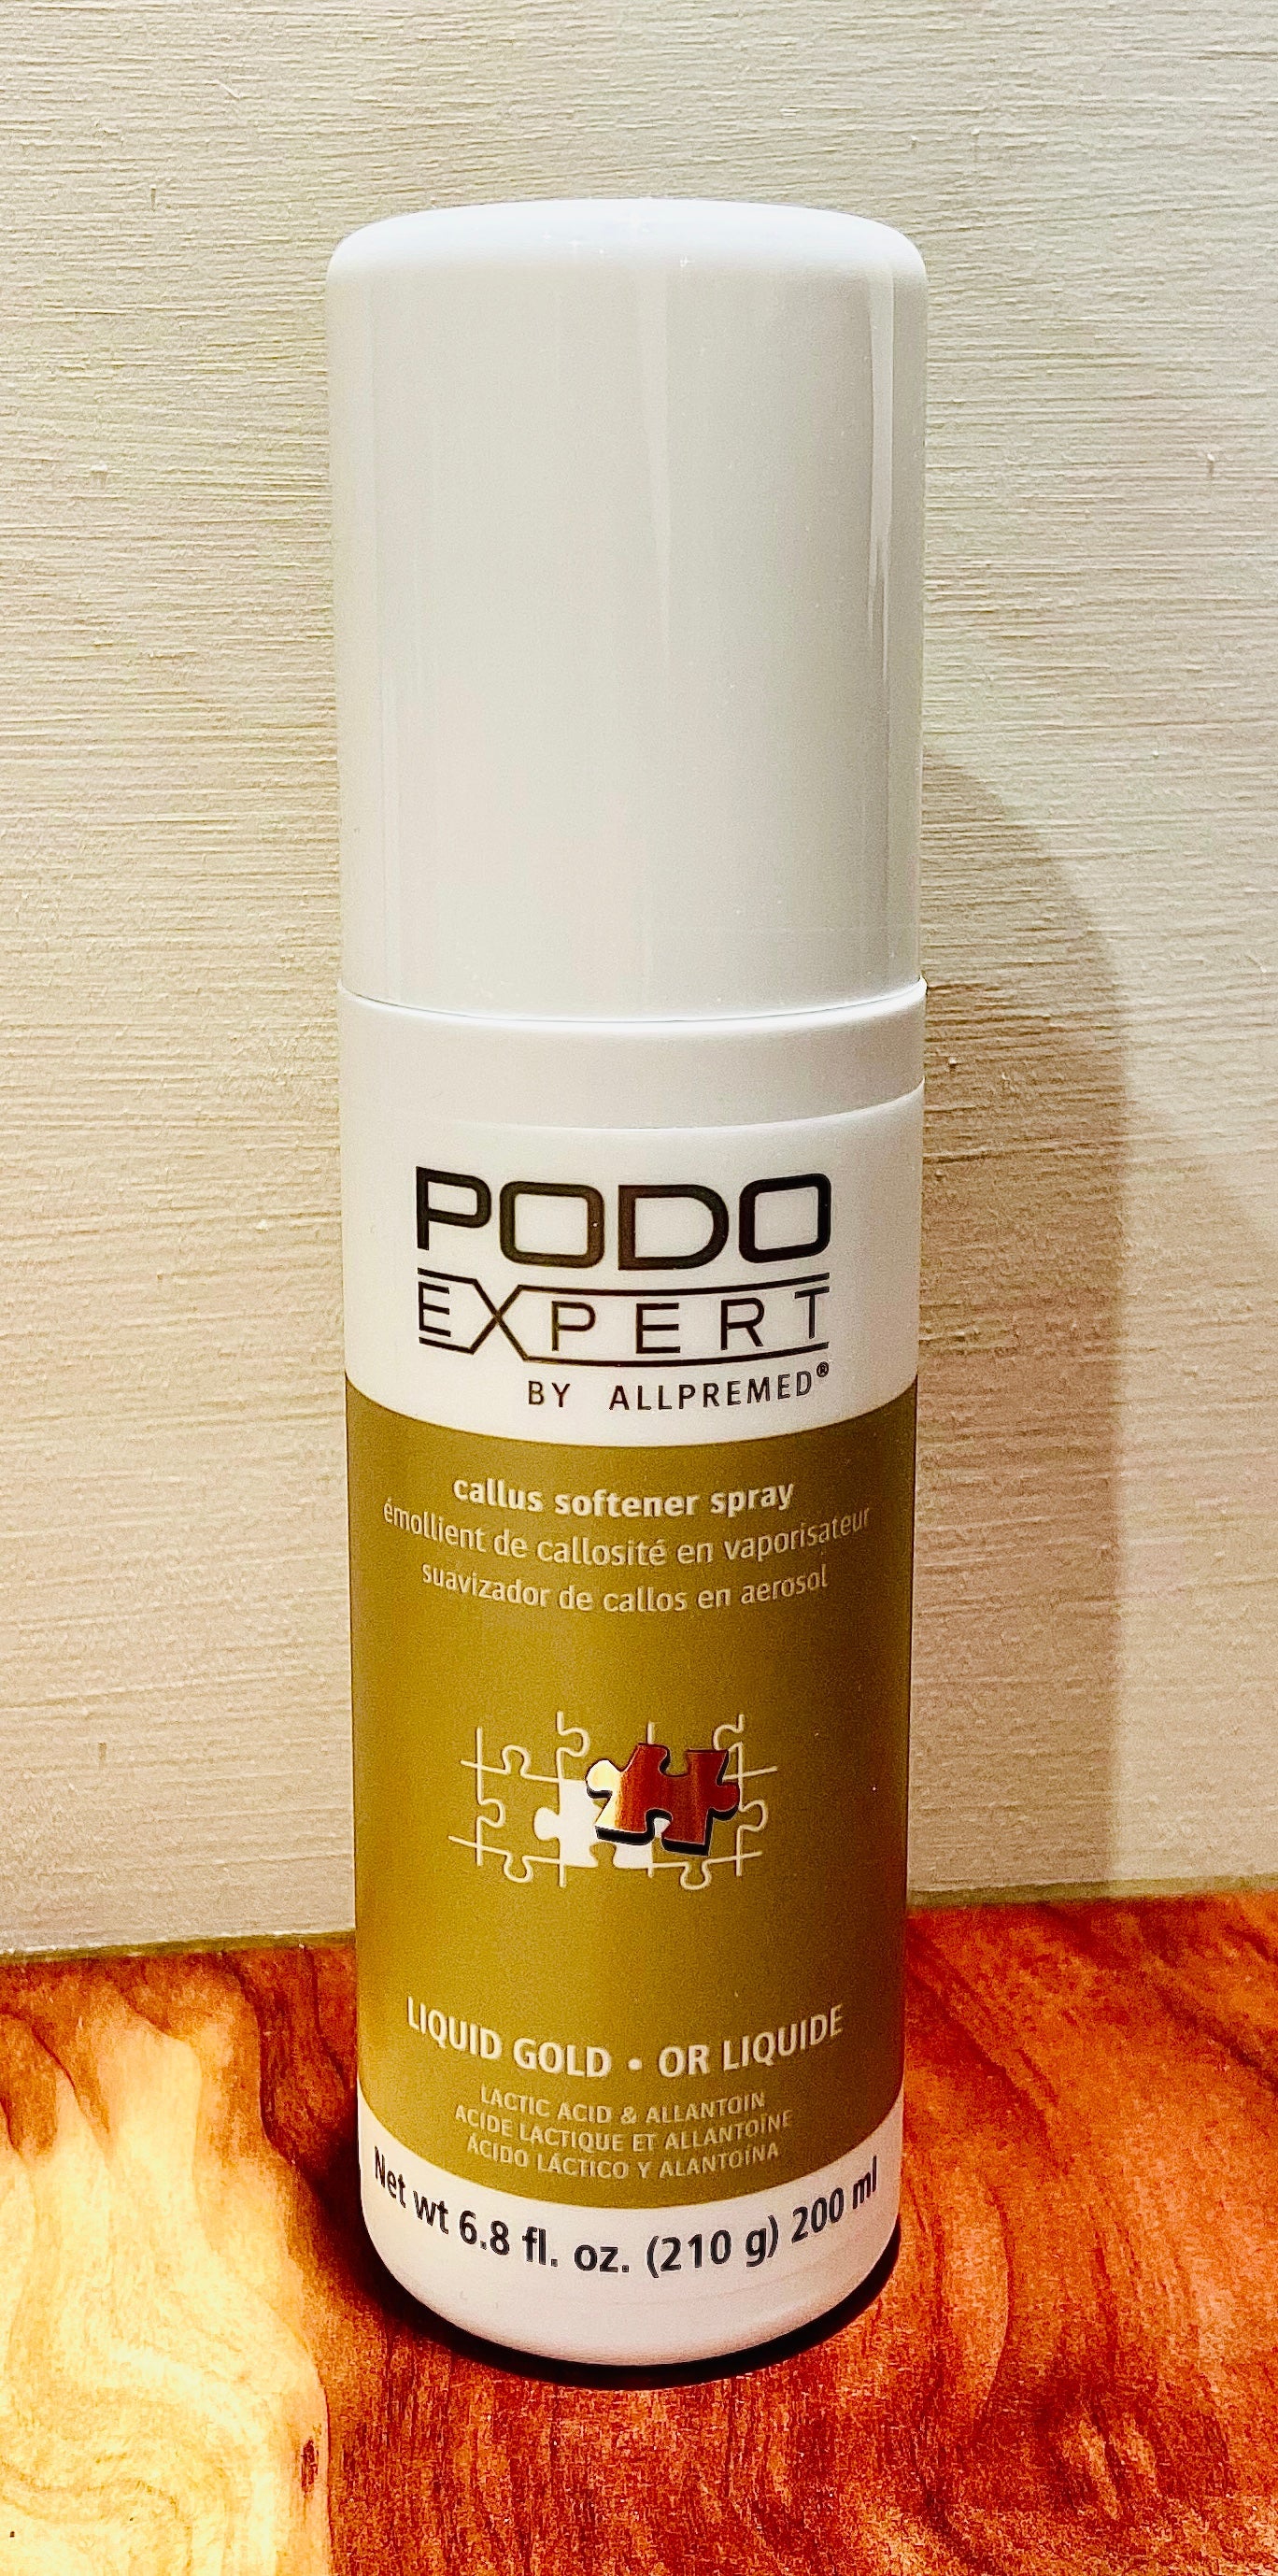 PODO
EXPERT
BY ALLPREMED®
callus softener spray
émollient de callosité en vaporisateur
suavizador de callos en aerosol
LIQUID GOLD • OR LIQUIDE
LACTIC ACID & ALLANTOIN
ACIDE LACTIQUE ET ALLANTOÏNE
ÁCIDO LÁCTICO Y ALANTOÍNA
Net wt 6.8 fl. oz. (210 g) 200 ml